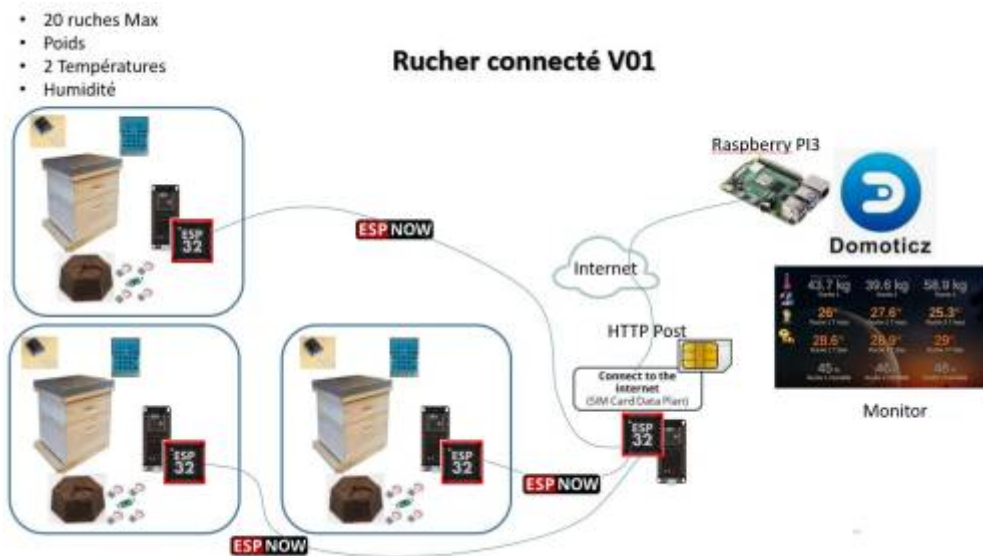 20 ruches Max
Poids
2 Températures
Humidité
Rucher connecté V01
Raspberry PI3
Domoticz
ESP 32
ESP NOW
Internet
HTTP Post
Connect to the internet
(SIM Card Data Plan)
43.7 kg 39.6 kg 58.9 kg
26° 27.6° 25.3°
28.6° 26.9° 29°
45
Monitor
ESP 32
ESP 32
ESP 32
ESP NOW
ESP NOW